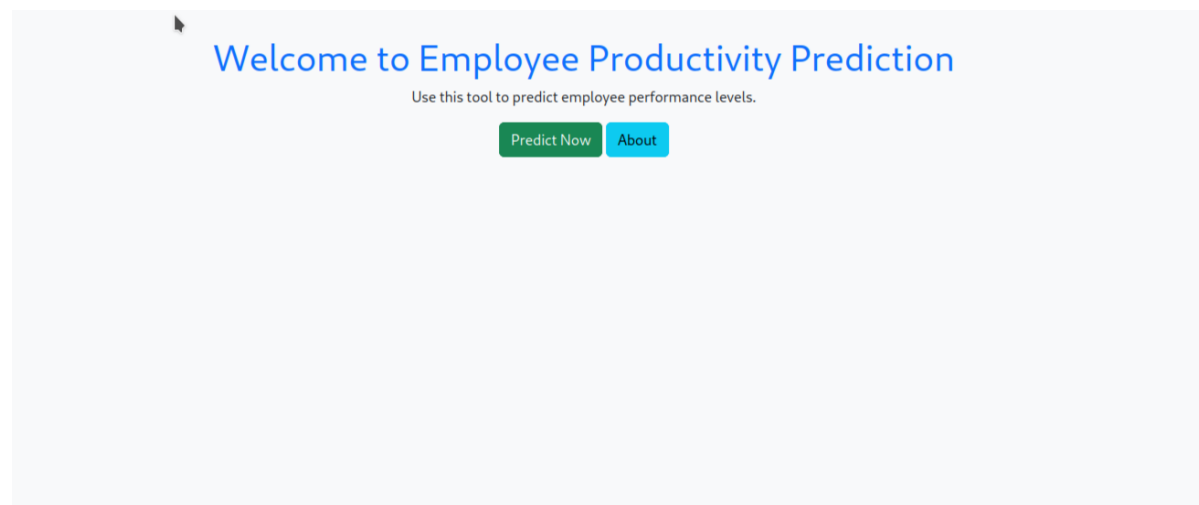 Welcome to Employee Productivity Prediction
Use this tool to predict employee performance levels.
Predict Now About